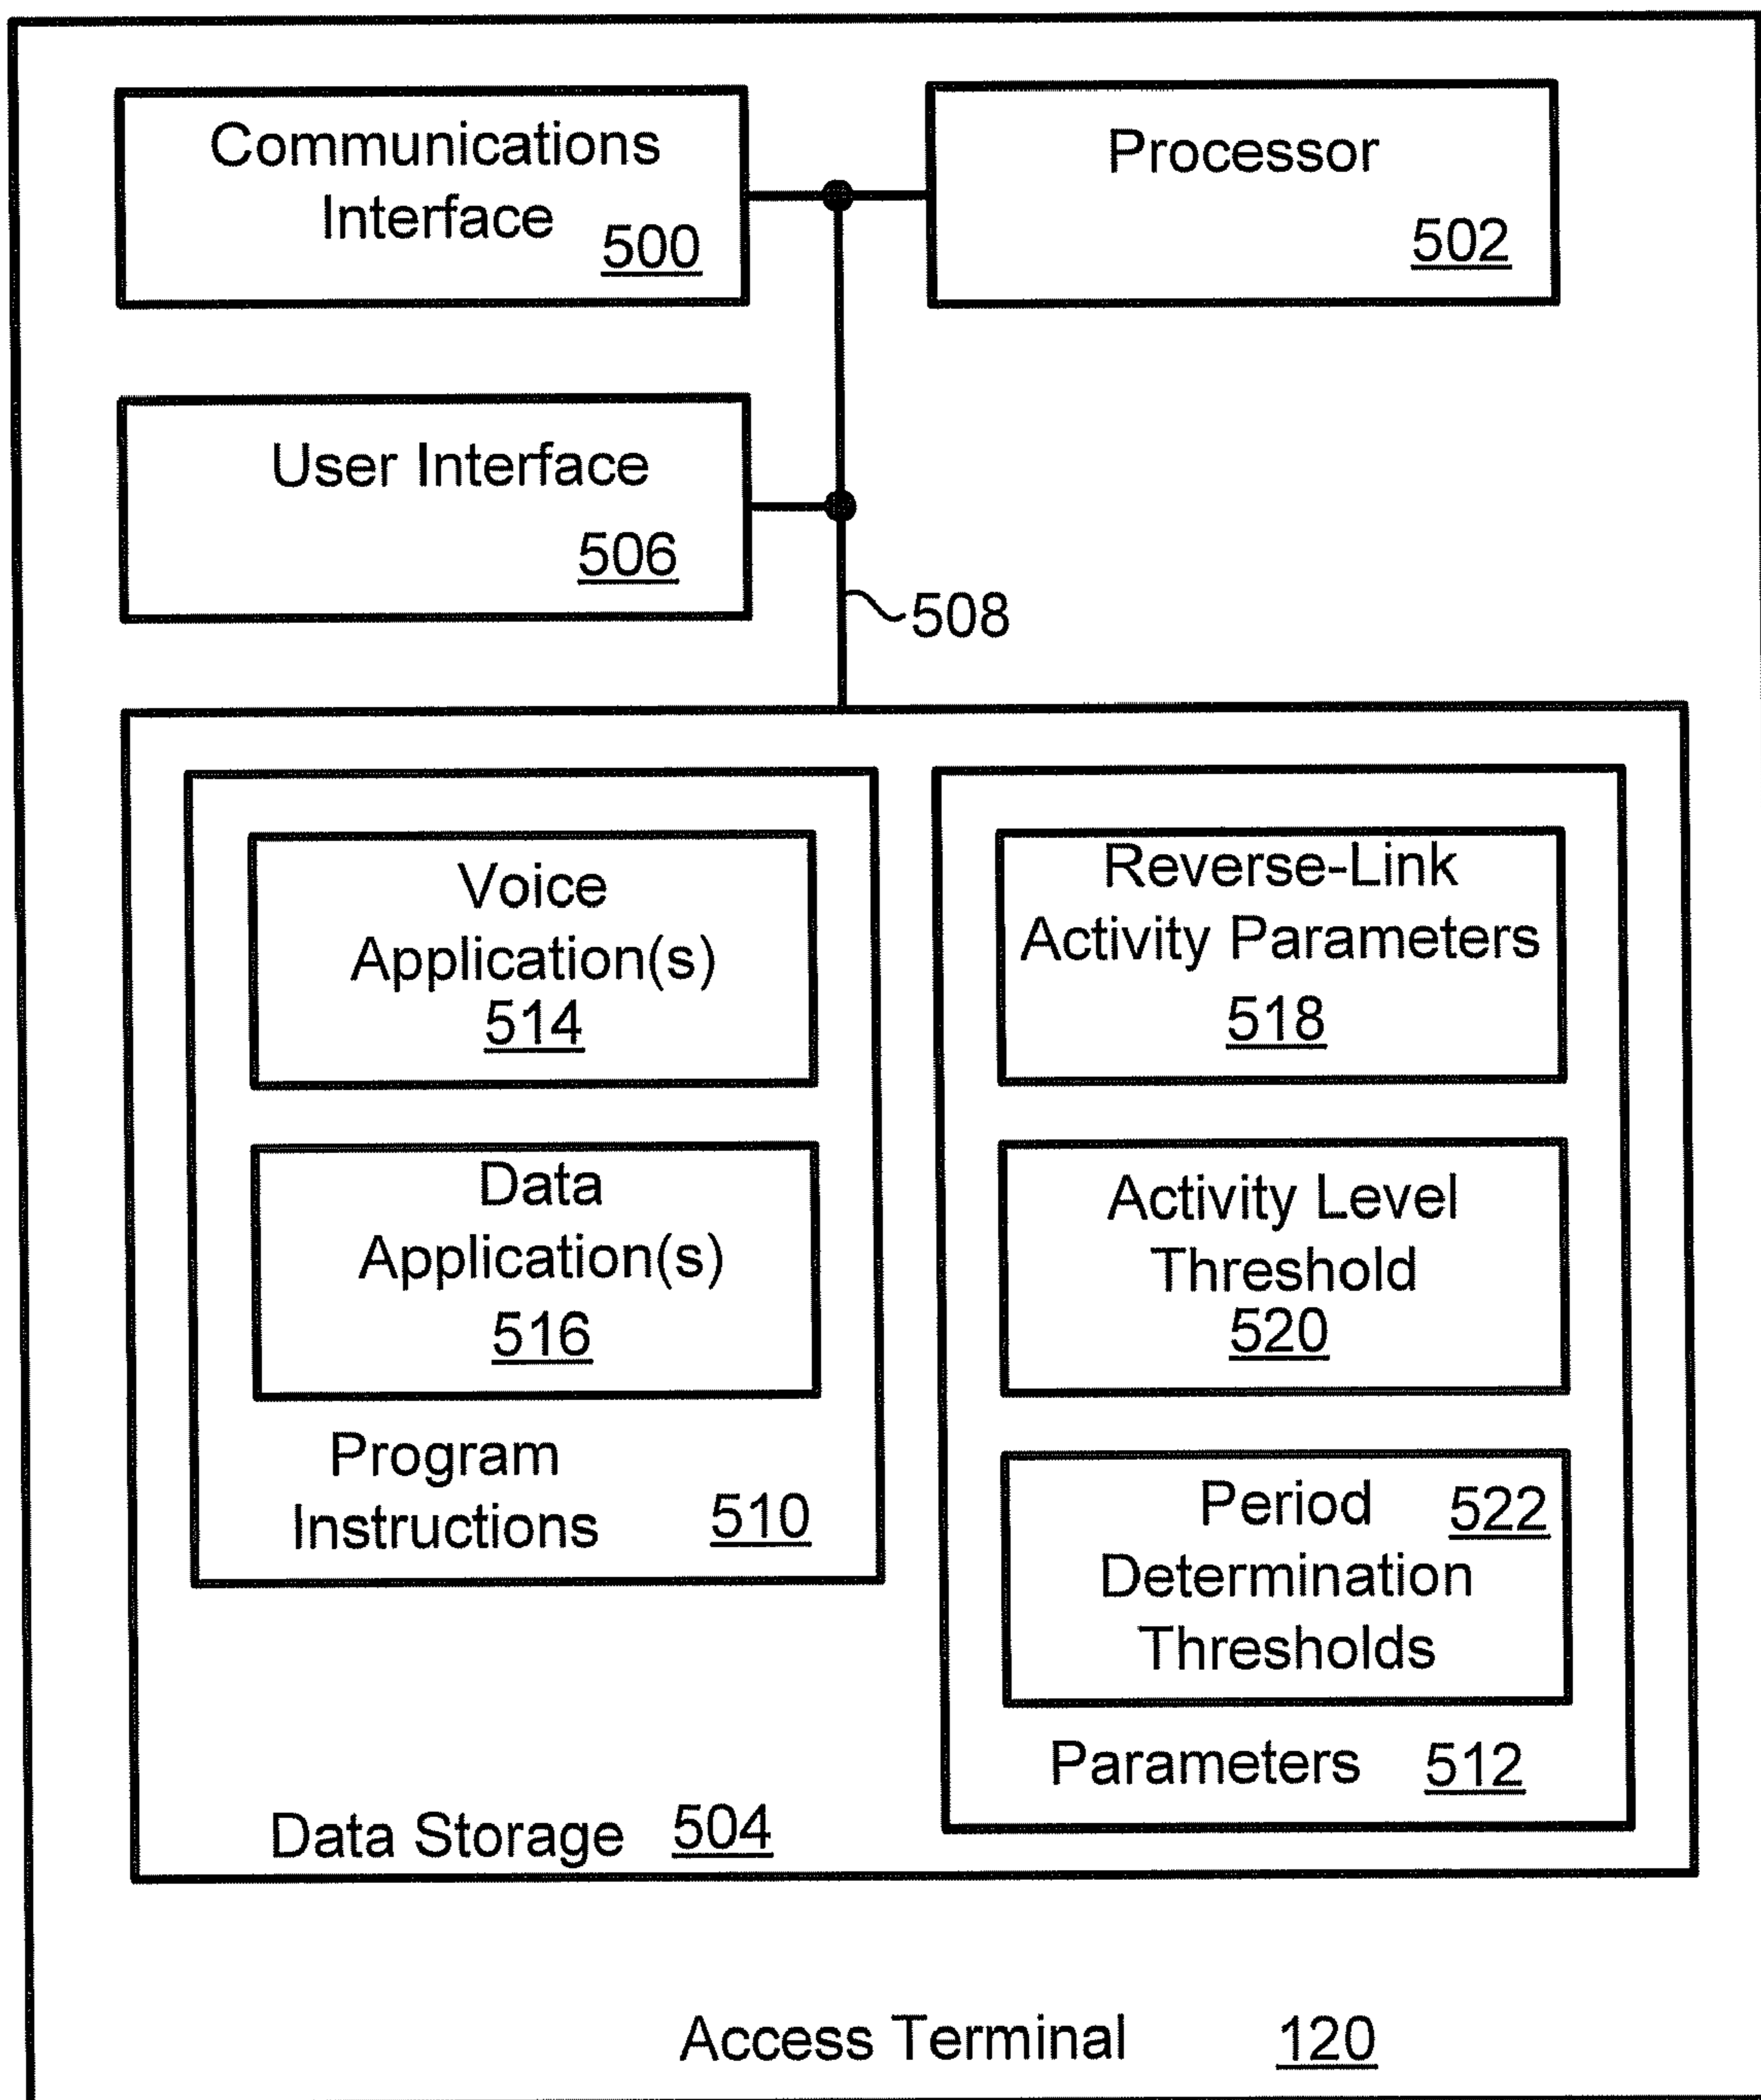 Communications
Interface
500
Processor
502
User Interface
506
508
Voice
Application(s)
514
Data
Application(s)
516
Program
Instructions 510
Reverse-Link
Activity Parameters
518
Activity Level
Threshold
520
Period 522
Determination
Thresholds
Parameters 512
Data Storage 504
Access Terminal 120